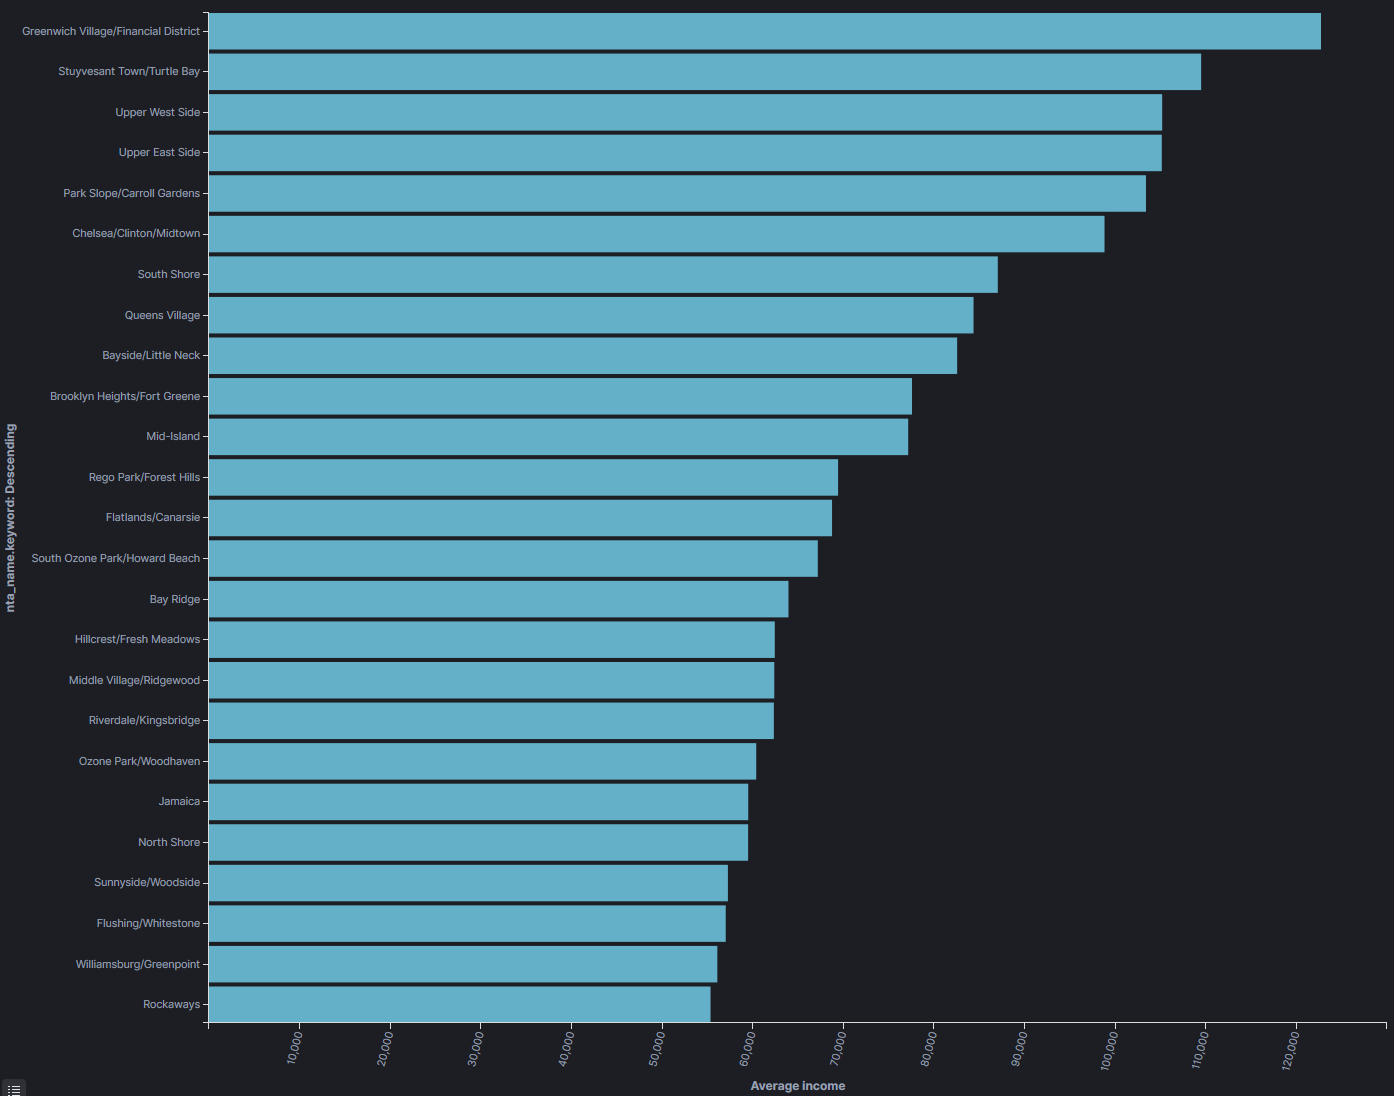 Greenwich Village/Financial District
Stuyvesant Town/Turtle Bay
Upper West Side
Upper East Side
Park Slope/Carroll Gardens
Chelsea/Clinton/Midtown
South Shore
Queens Village
Bayside/Little Neck
Brooklyn Heights/Fort Greene
Mid-Island
Rego Park/Forest Hills
Flatlands/Canarsie
South Ozone Park/Howard Beach
Bay Ridge
Hillcrest/Fresh Meadows
Middle Village/Ridgewood
Riverdale/Kingsbridge
Ozone Park/Woodhaven
Jamaica
North Shore
Sunnyside/Woodside
Flushing/Whitestone
Williamsburg/Greenpoint
Rockaways
nta_name.keyword: Descending
10,000
20,000
30,000
40,000
50,000
60,000
70,000
80,000
90,000
100,000
110,000
120,000
Average income